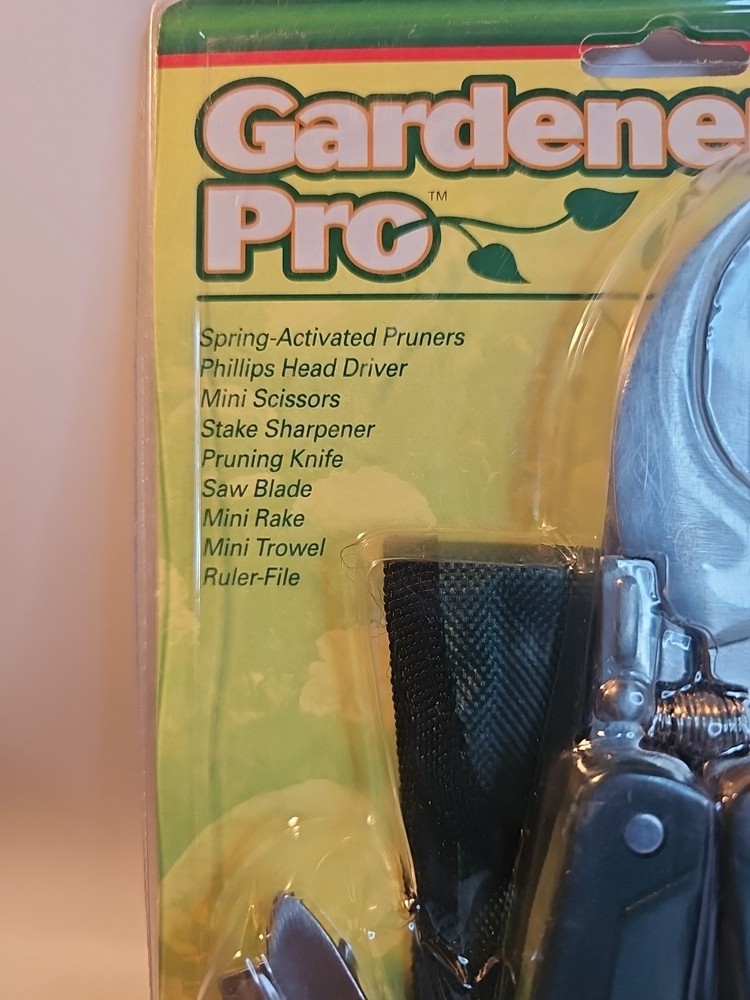 Gardener
Pro™
Spring-Activated Pruners
Phillips Head Driver
Mini Scissors
Stake Sharpener
Pruning Knife
Saw Blade
Mini Rake
Mini Trowel
Ruler-File